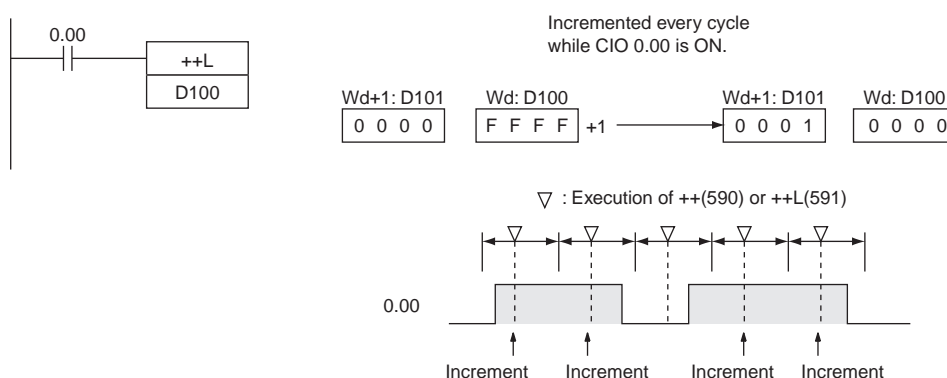 0.00
++L
D100
Incremented every cycle
while CIO 0.00 is ON.
Wd+1: D101 Wd: D100 Wd+1: D101 Wd: D100
0 0 0 0 F F F F +1 0 0 0 1 0 0 0 0
▽ : Execution of ++(590) or ++L(591)
0.00
Increment Increment Increment Increment